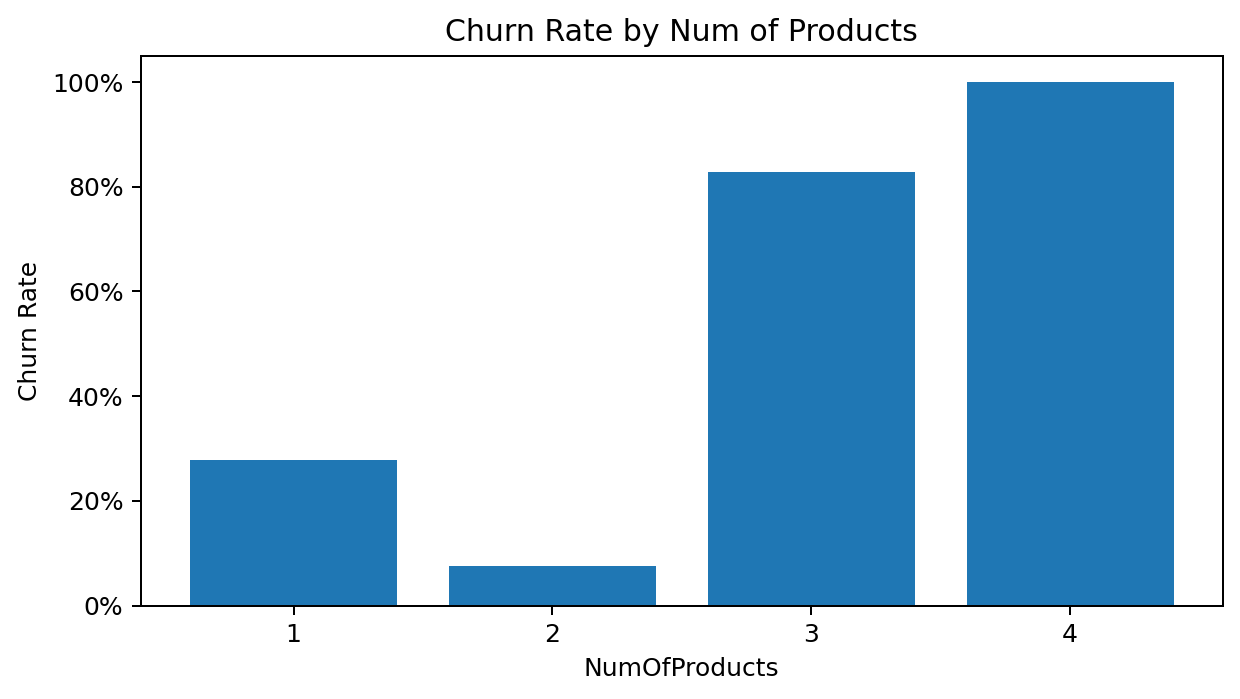 Churn Rate by Num of Products
Churn Rate
100%
80%
60%
40%
20%
0%
1 2 3 4
NumOfProducts